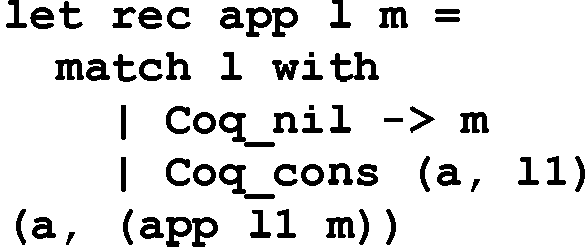 let rec app l m =
match l with
| Coq_nil -> m
| Coq_cons (a, l1)
(a, (app l1 m))